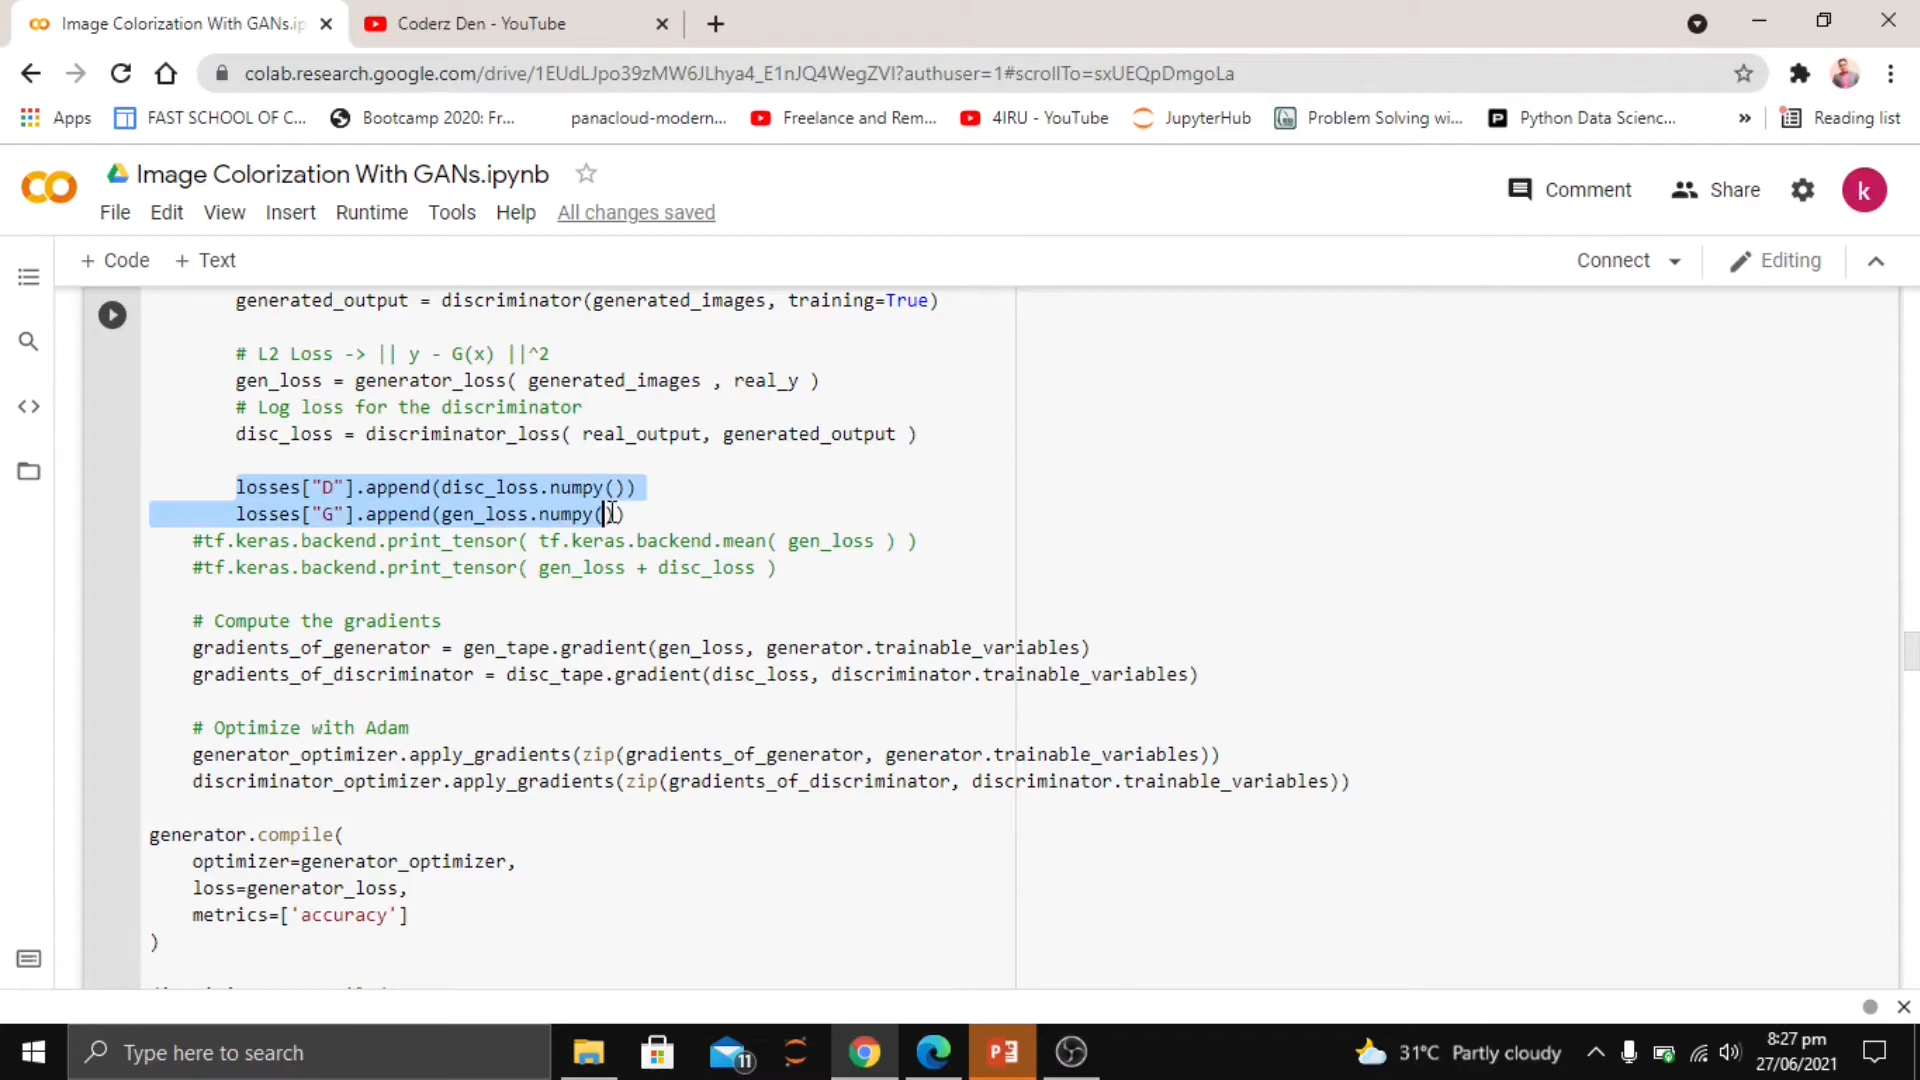 Image Colorization With GANs.ip
Coderz Den - YouTube
colab.research.google.com/drive/1EUdLJpo39zMW6JLhya4_E1nJQ4WegZVI?authuser=1#scrollTo=sxUEQpDmgoLa
Apps
FAST SCHOOL OF C...
Bootcamp 2020: Fr...
panacloud-modern...
Freelance and Rem...
4IRU - YouTube
JupyterHub
Problem Solving wi...
Python Data Scienc...
»
Reading list
Image Colorization With GANs.ipynb
Comment
Share
k
File Edit View Insert Runtime Tools Help All changes saved
+ Code + Text
Connect
Editing
generated_output = discriminator(generated_images, training=True)
# L2 Loss -> || y - G(x) ||^2
gen_loss = generator_loss( generated_images , real_y )
# Log loss for the discriminator
disc_loss = discriminator_loss( real_output, generated_output )
losses["D"].append(disc_loss.numpy())
losses["G"].append(gen_loss.numpy())
#tf.keras.backend.print_tensor( tf.keras.backend.mean( gen_loss ) )
#tf.keras.backend.print_tensor( gen_loss + disc_loss )
# Compute the gradients
gradients_of_generator = gen_tape.gradient(gen_loss, generator.trainable_variables)
gradients_of_discriminator = disc_tape.gradient(disc_loss, discriminator.trainable_variables)
# Optimize with Adam
generator_optimizer.apply_gradients(zip(gradients_of_generator, generator.trainable_variables))
discriminator_optimizer.apply_gradients(zip(gradients_of_discriminator, discriminator.trainable_variables))
generator.compile(
optimizer=generator_optimizer,
loss=generator_loss,
metrics=['accuracy']
)
Type here to search
11
31°C Partly cloudy
8:27 pm
27/06/2021